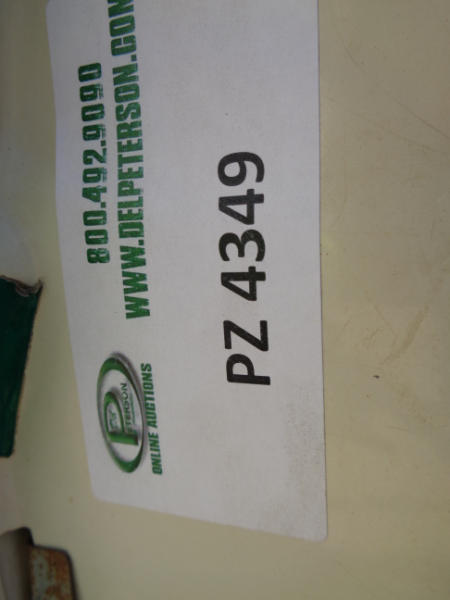 800.492.9090
WWW.DELPETERSON.COM
PETERSON
ONLINE AUCTIONS
PZ 4349